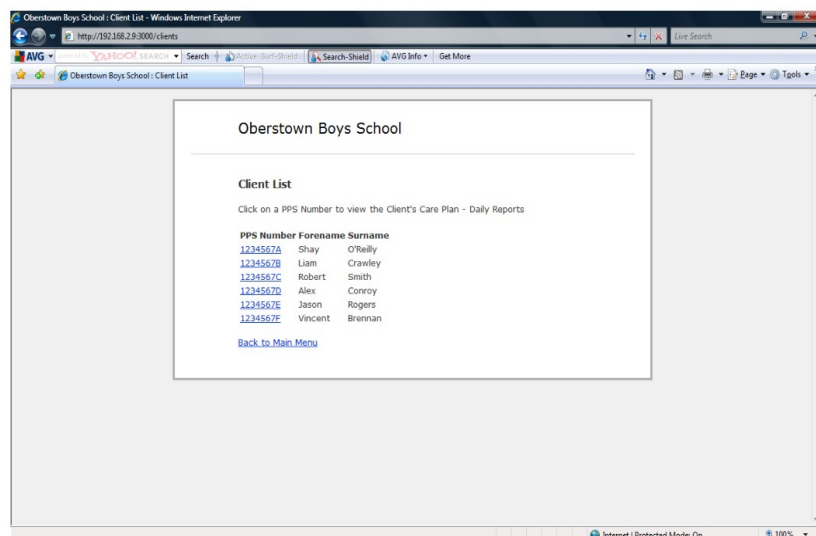 Oberstown Boys School : Client List - Windows Internet Explorer
http://192.168.2.9:3000/clients
Live Search
AVG YAHOO! SEARCH Search Active Surf-Shield Search-Shield AVG Info Get More
Oberstown Boys School : Client List
Page Tools
Oberstown Boys School
Client List
Click on a PPS Number to view the Client's Care Plan - Daily Reports
PPS Number Forename Surname
1234567A Shay O'Reilly
1234567B Liam Crawley
1234567C Robert Smith
1234567D Alex Conroy
1234567E Jason Rogers
1234567F Vincent Brennan
Back to Main Menu
Internet | Protected Mode: On 100%